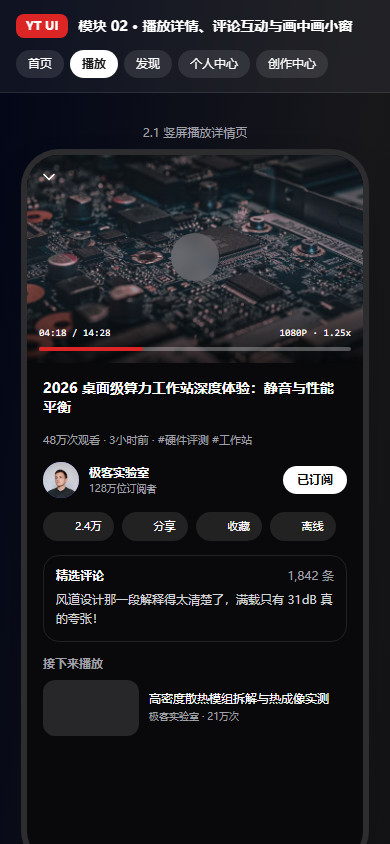 YT UI
模块 02 • 播放详情、评论互动与画中画小窗
首页
播放
发现
个人中心
创作中心
2.1 竖屏播放详情页
04:18 / 14:28
1080P · 1.25x
2026 桌面级算力工作站深度体验：静音与性能
平衡
48万次观看 · 3小时前 · #硬件评测 #工作站
极客实验室
128万位订阅者
已订阅
2.4万
分享
收藏
离线
精选评论
1,842 条
风道设计那一段解释得太清楚了，满载只有 31dB 真
的夸张！
接下来播放
高密度散热模组拆解与热成像实测
极客实验室 · 21万次